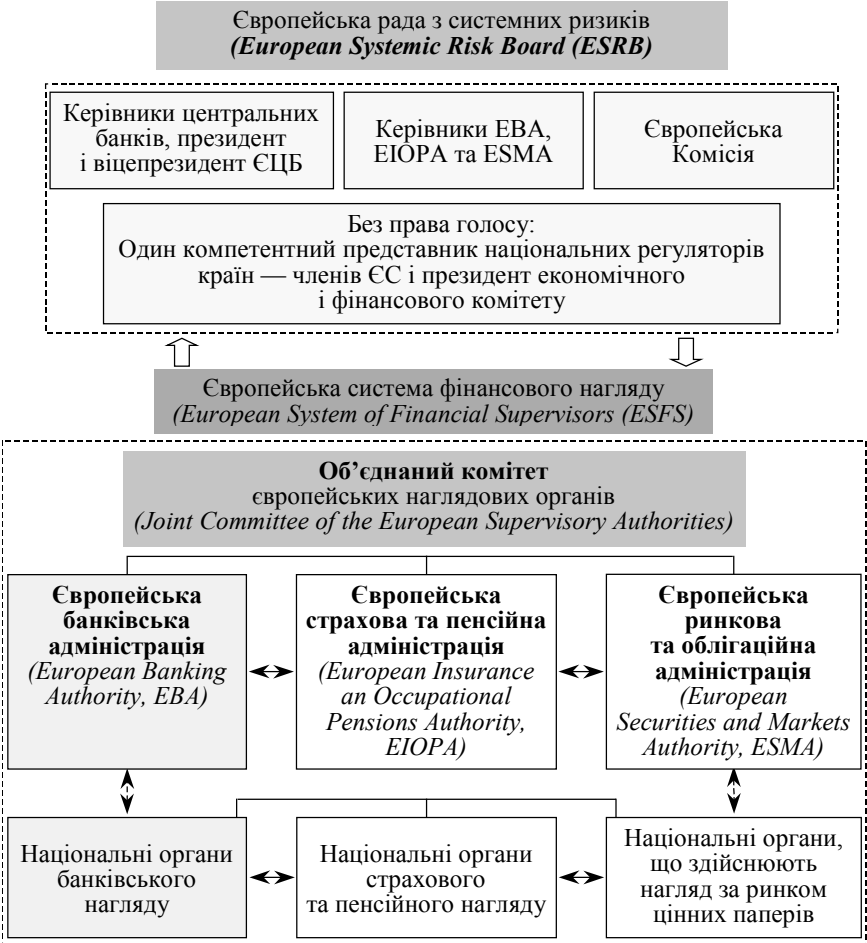 Європейська рада з системних ризиків
(European Systemic Risk Board (ESRB)
Керівники центральних
банків, президент
і віцепрезидент ЄЦБ
Керівники EBA,
EIOPA та ESMA
Європейська
Комісія
Без права голосу:
Один компетентний представник національних регуляторів
країн — членів ЄС і президент економічного
і фінансового комітету
Європейська система фінансового нагляду
(European System of Financial Supervisors (ESFS)
Об’єднаний комітет
європейських наглядових органів
(Joint Committee of the European Supervisory Authorities)
Європейська
банківська
адміністрація
(European Banking
Authority, EBA)
Європейська
страхова та пенсійна
адміністрація
(European Insurance
an Occupational
Pensions Authority,
EIOPA)
Європейська
ринкова
та облігаційна
адміністрація
(European
Securities and Markets
Authority, ESMA)
Національні органи
банківського
нагляду
Національні органи
страхового
та пенсійного нагляду
Національні органи,
що здійснюють
нагляд за ринком
цінних паперів